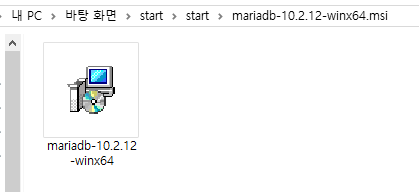 내 PC > 바탕 화면 > start > start > mariadb-10.2.12-winx64.msi
mariadb-10.2.12
-winx64